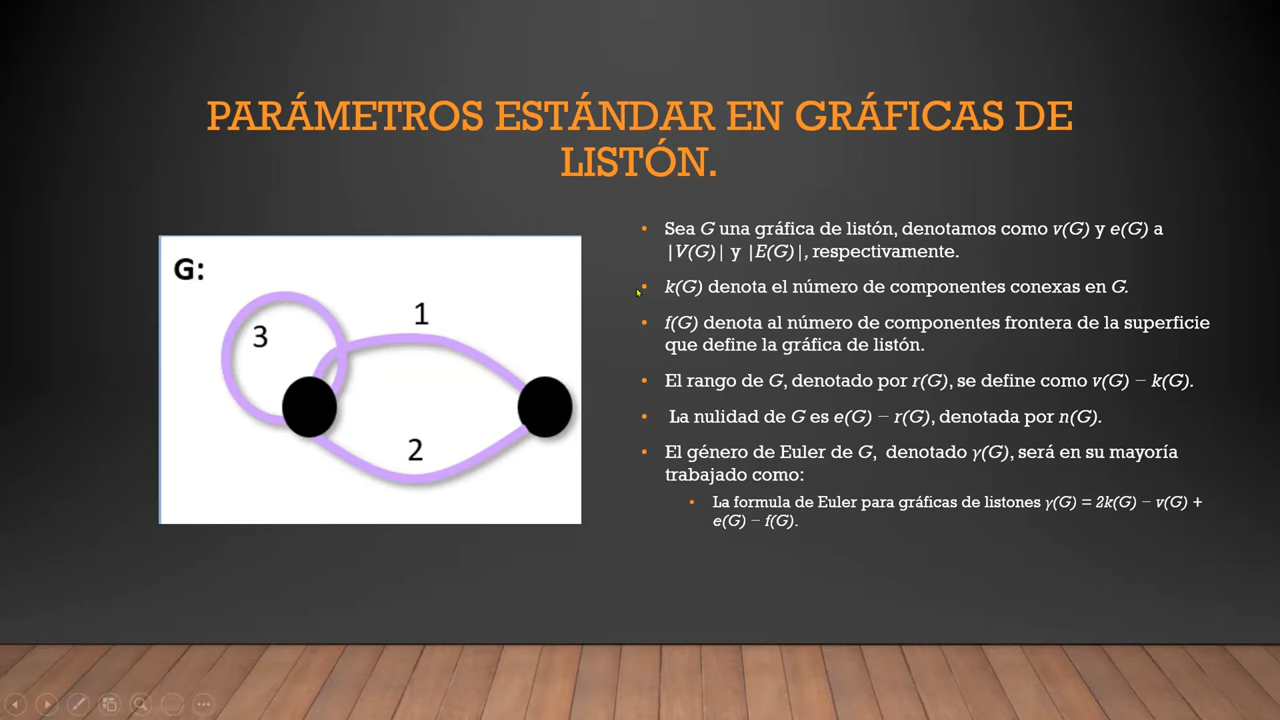 PARÁMETROS ESTÁNDAR EN GRÁFICAS DE
LISTÓN.
G:
3
1
2
• Sea G una gráfica de listón, denotamos como v(G) y e(G) a
|V(G)| y |E(G)|, respectivamente.
• k(G) denota el número de componentes conexas en G.
• f(G) denota al número de componentes frontera de la superficie
que define la gráfica de listón.
• El rango de G, denotado por r(G), se define como v(G) − k(G).
• La nulidad de G es e(G) − r(G), denotada por n(G).
• El género de Euler de G, denotado γ(G), será en su mayoría
trabajado como:
• La formula de Euler para gráficas de listones γ(G) = 2k(G) − v(G) +
e(G) − f(G).